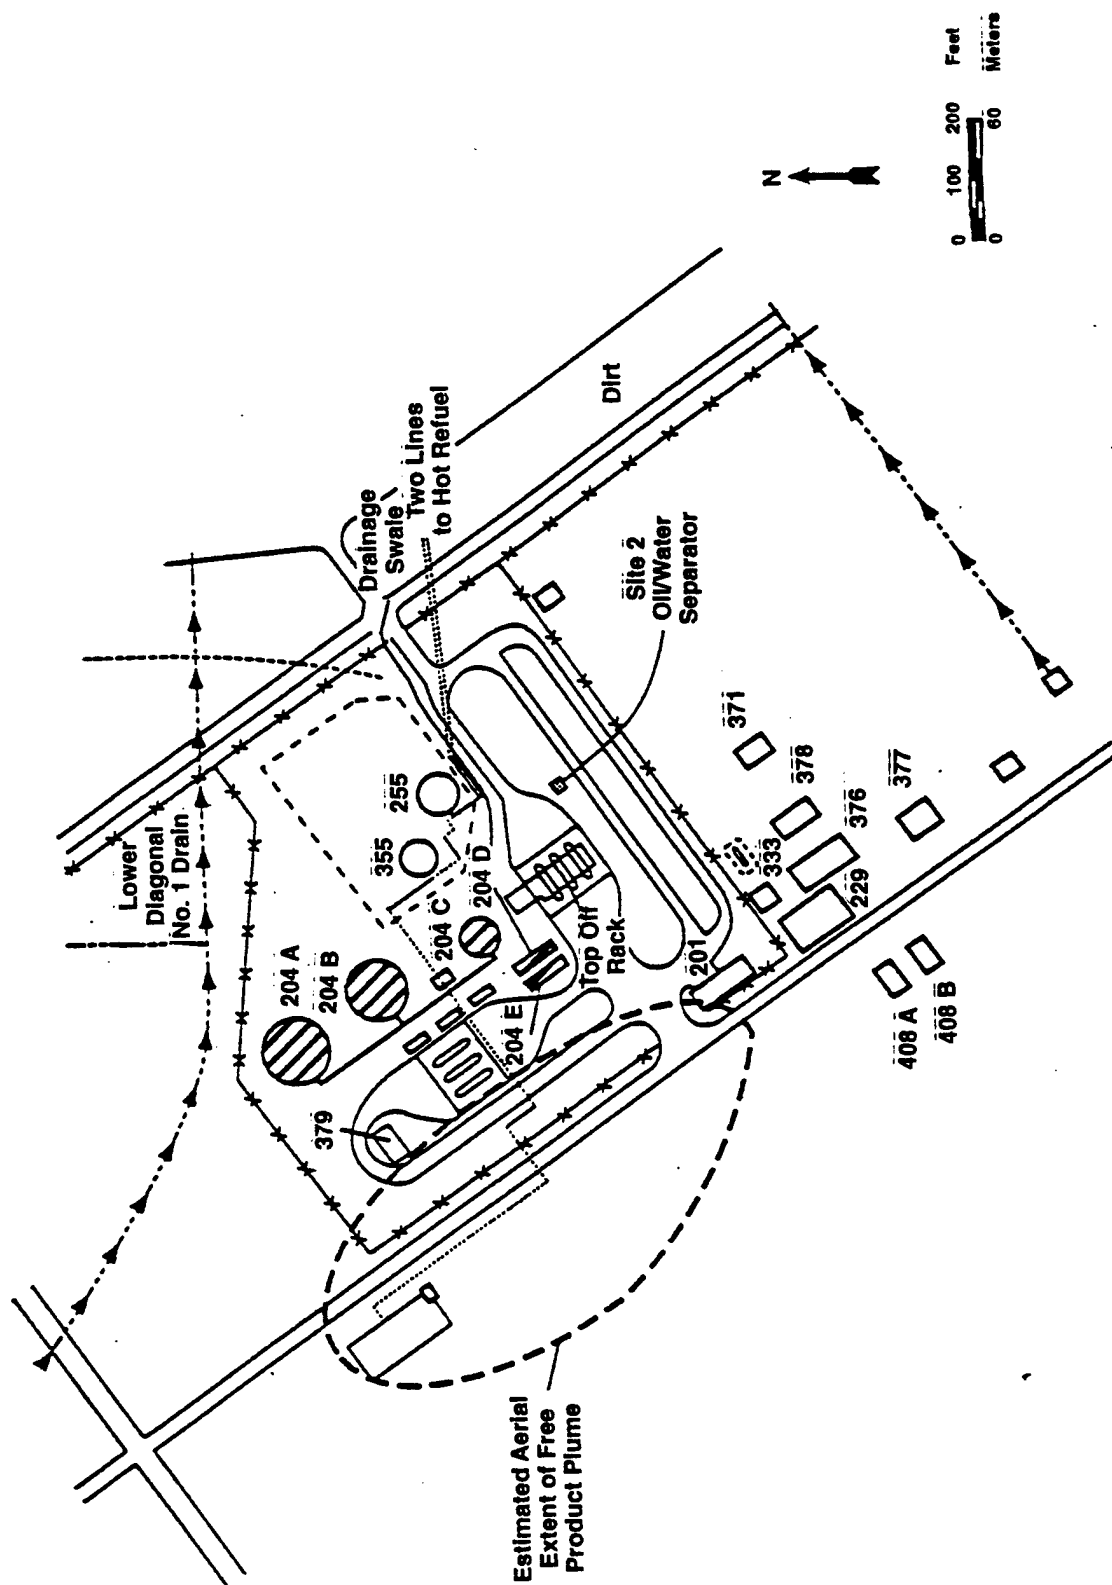 Lower
Diagonal
No. 1 Drain
204 A
204 B
379
355
255
204 C
204 D
204 E
Top Off
Rack
Drainage
Swale
Two Lines
to Hot Refuel
Dirt
Site 2
Oil/Water
Separator
201
333
371
378
376
229
377
408 A
408 B
Estimated Aerial
Extent of Free
Product Plume
N
0 100 200 Feet
0 60 Meters